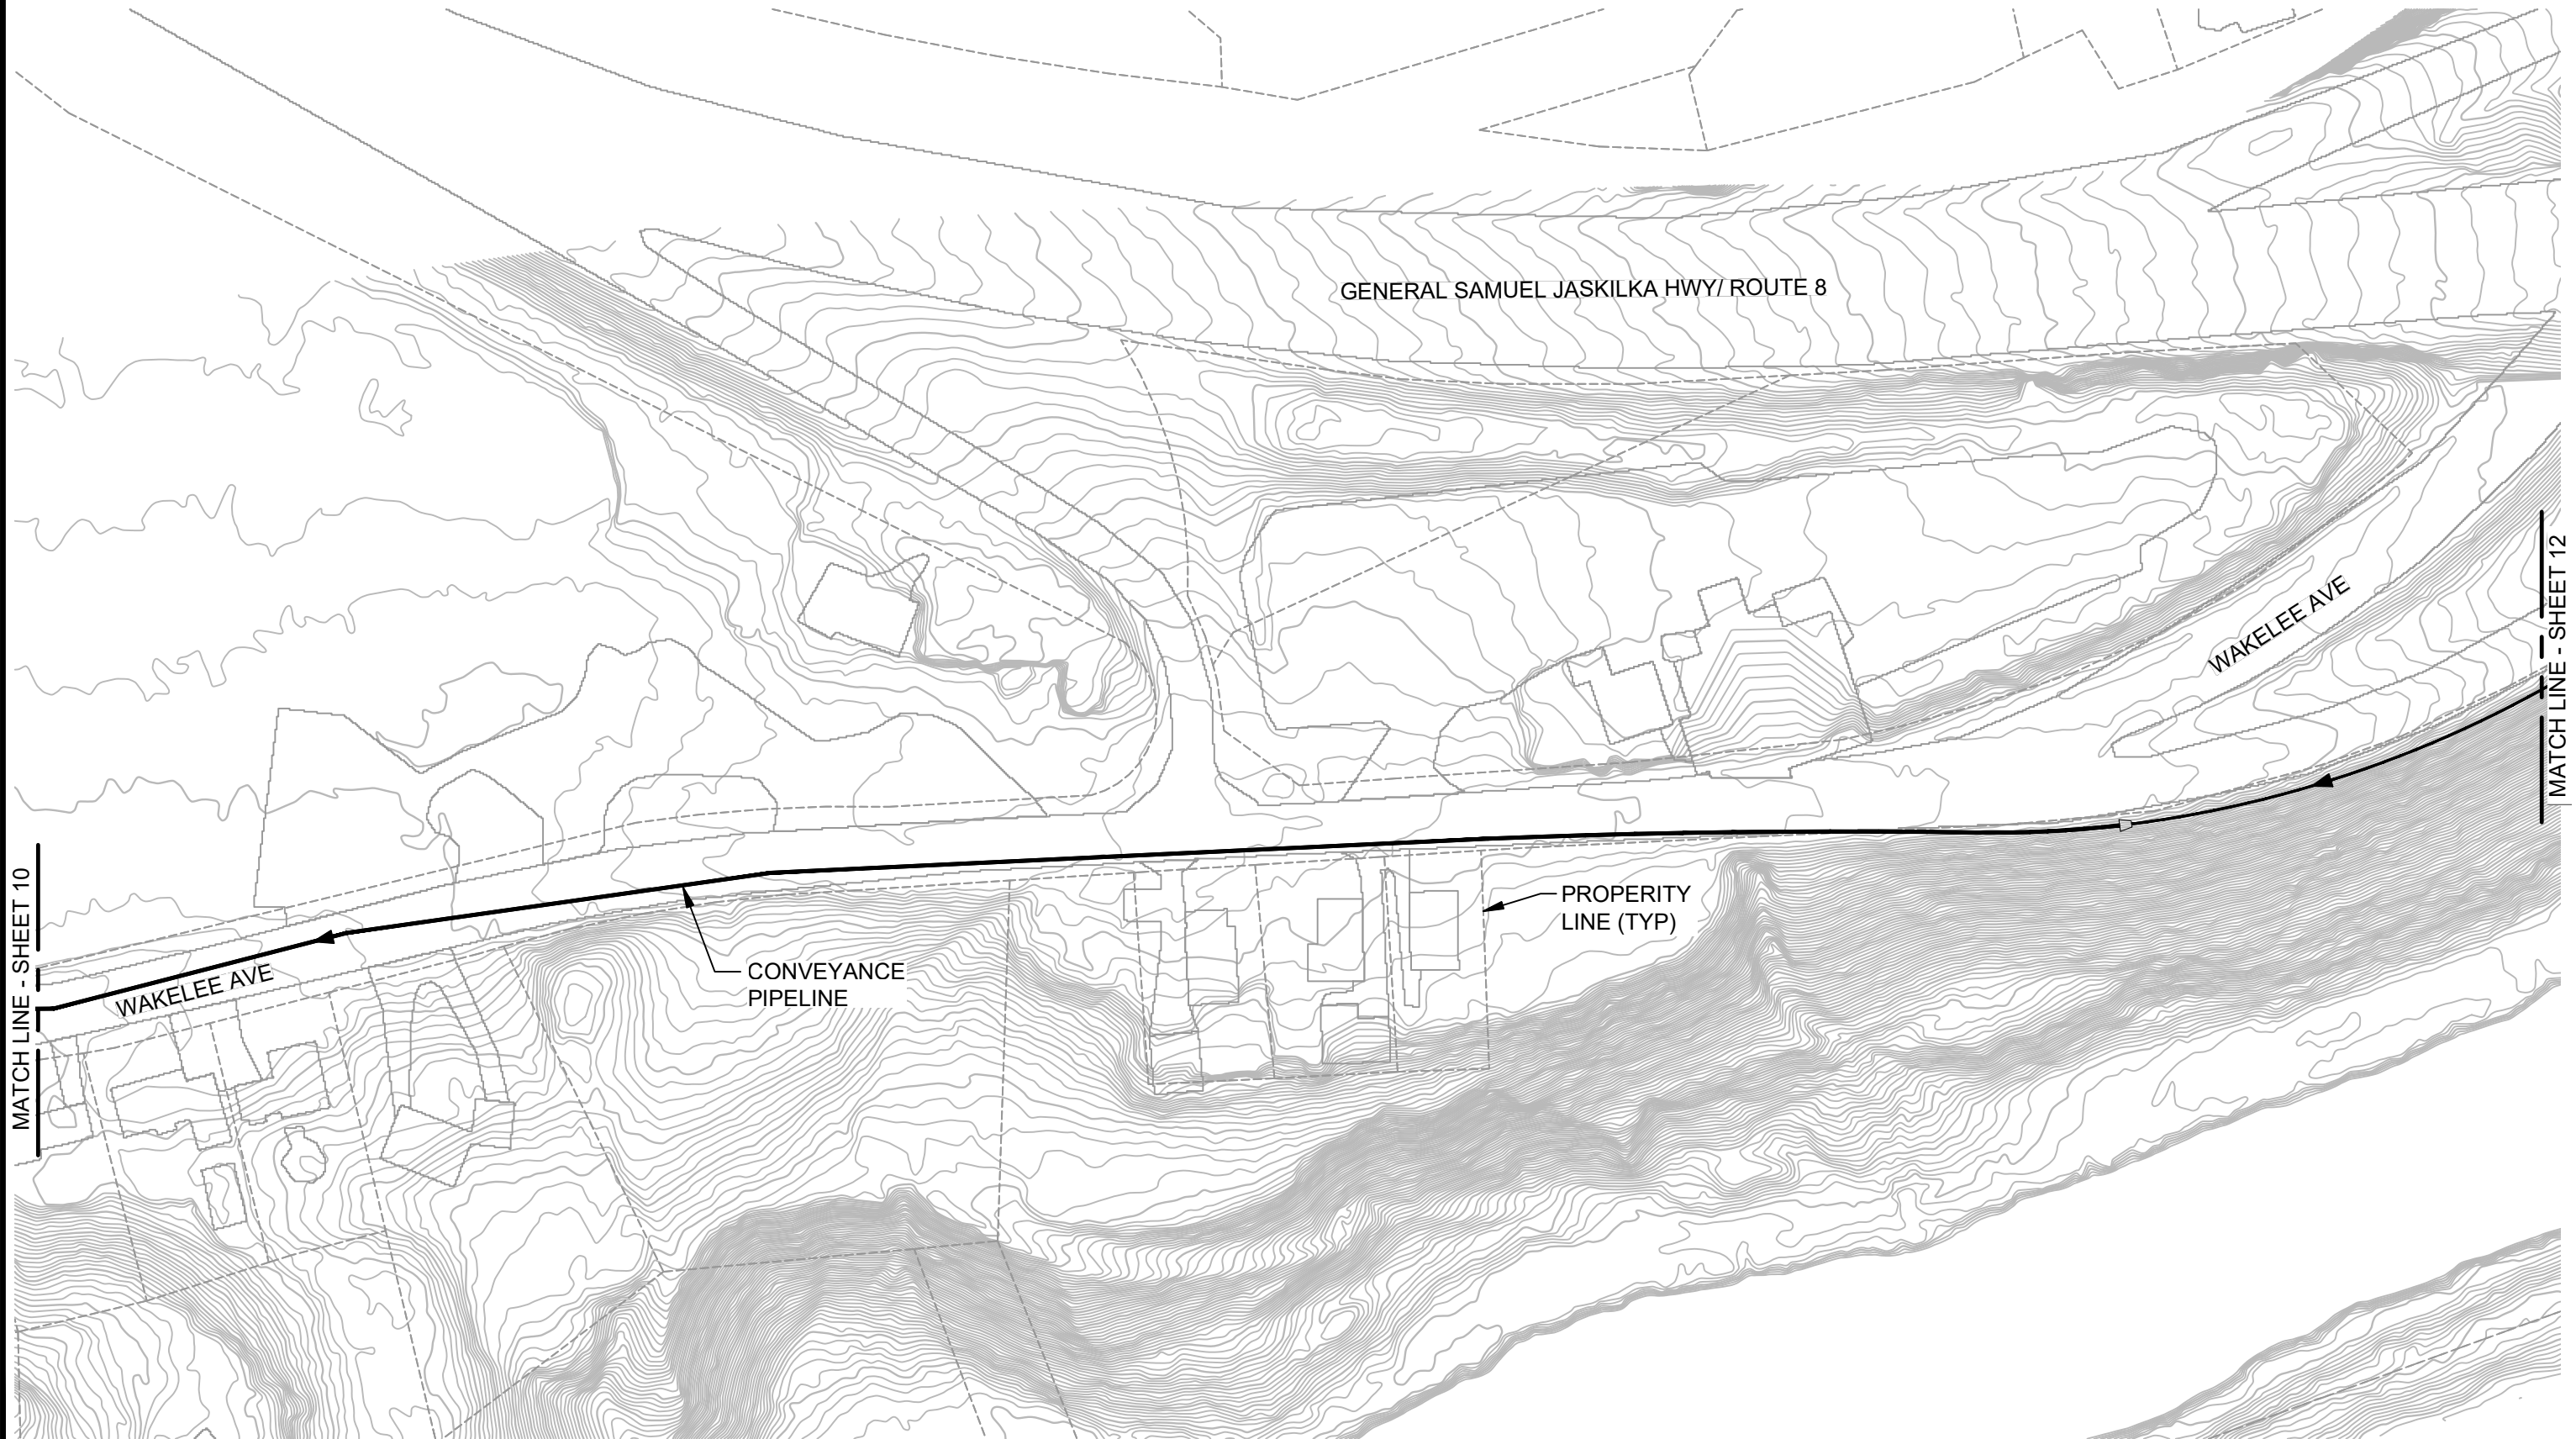 GENERAL SAMUEL JASKILKA HWY/ ROUTE 8
WAKELEE AVE
MATCH LINE - SHEET 12
PROPERITY
LINE (TYP)
CONVEYANCE
PIPELINE
WAKELEE AVE
MATCH LINE - SHEET 10